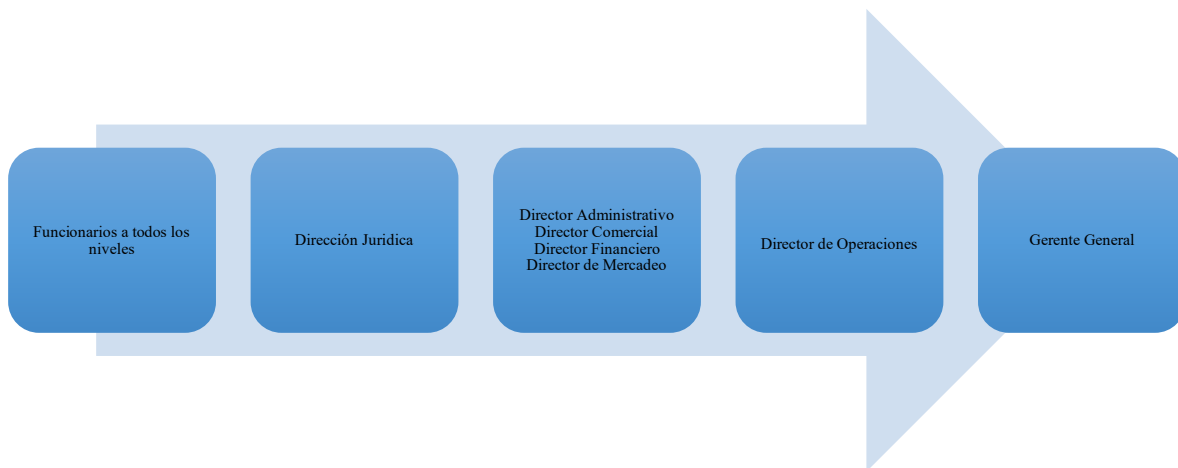 Funcionarios a todos los
niveles
Dirección Juridica
Director Administrativo
Director Comercial
Director Financiero
Director de Mercadeo
Director de Operaciones
Gerente General